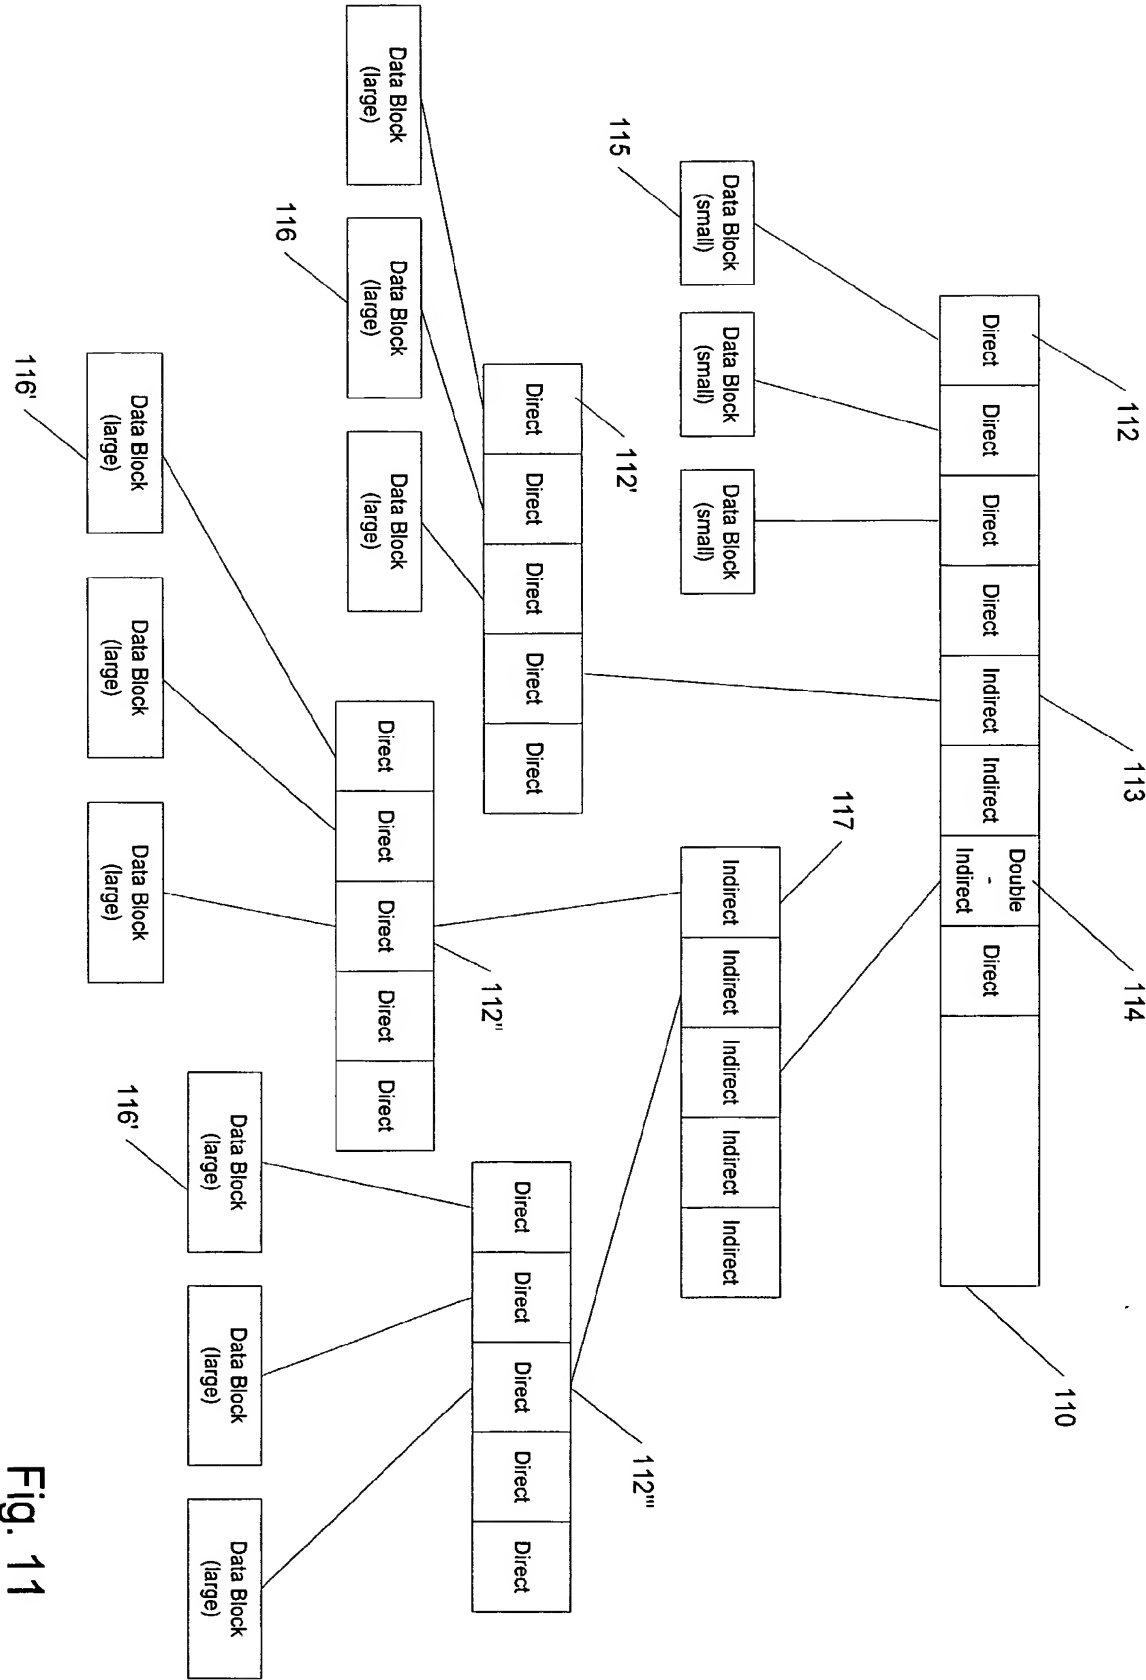 112
113
114
110
Direct
Direct
Direct
Direct
Indirect
Indirect
Double
-
Indirect
Direct
117
Data Block
(small)
Data Block
(small)
Data Block
(small)
Indirect
Indirect
Indirect
Indirect
Indirect
115
112'
112'''
Direct
Direct
Direct
Direct
Direct
Direct
Direct
Direct
Direct
Direct
112''
Data Block
(large)
Data Block
(large)
Data Block
(large)
Direct
Direct
Direct
Direct
Direct
116
Data Block
(large)
Data Block
(large)
Data Block
(large)
116'
Data Block
(large)
Data Block
(large)
Data Block
(large)
116'
Fig. 11